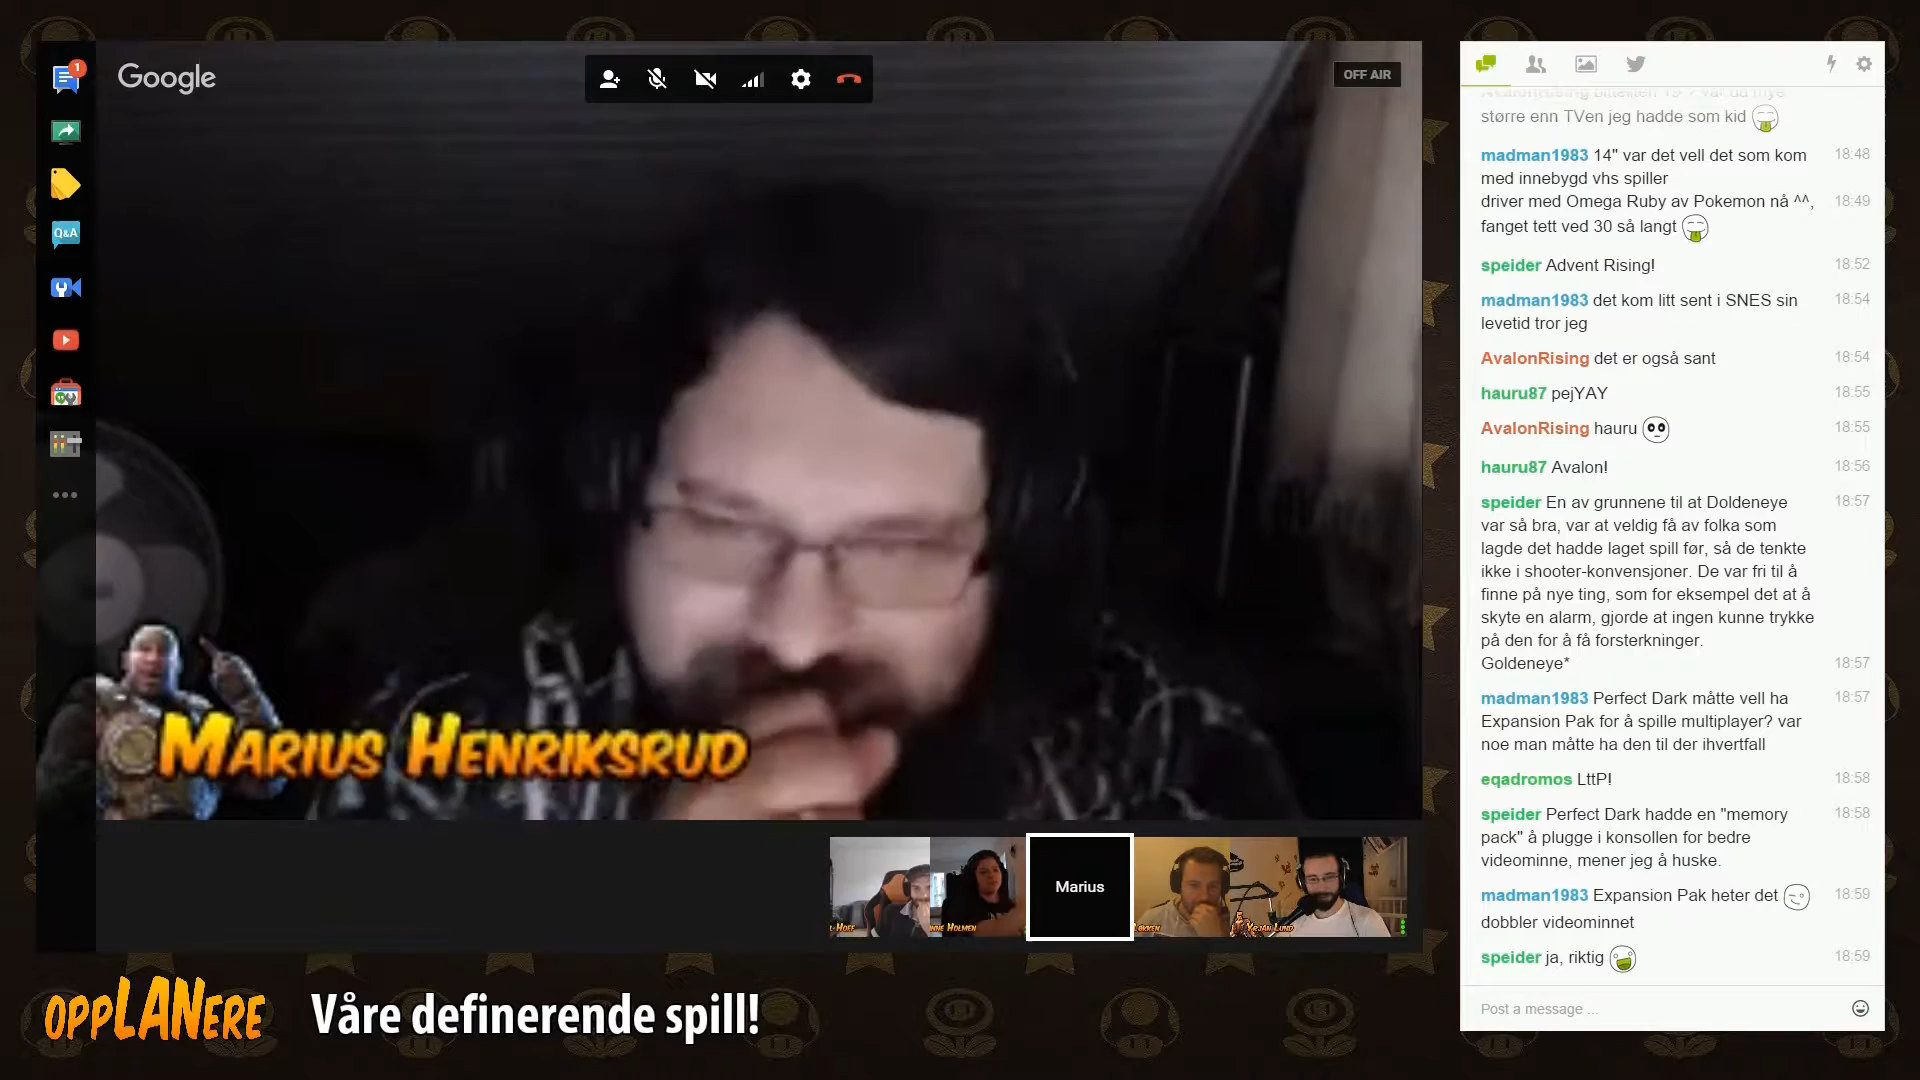 1
Google
OFF AIR
Q&A
MARIUS HENRIKSRUD
L-HOFF
NNE HOLMEN
Marius
LØKKEN
YRJAN LUND
OPPLANERE
Våre definerende spill!
større enn TVen jeg hadde som kid
madman1983 14" var det vell det som kom 18:48
med innebygd vhs spiller
driver med Omega Ruby av Pokemon nå ^^, 18:49
fanget tett ved 30 så langt
speider Advent Rising! 18:52
madman1983 det kom litt sent i SNES sin 18:54
levetid tror jeg
AvalonRising det er også sant 18:54
hauru87 pejYAY 18:55
AvalonRising hauru 18:55
hauru87 Avalon! 18:56
speider En av grunnene til at Doldeneye 18:57
var så bra, var at veldig få av folka som
lagde det hadde laget spill før, så de tenkte
ikke i shooter-konvensjoner. De var fri til å
finne på nye ting, som for eksempel det at å
skyte en alarm, gjorde at ingen kunne trykke
på den for å få forsterkninger.
Goldeneye* 18:57
madman1983 Perfect Dark måtte vell ha 18:57
Expansion Pak for å spille multiplayer? var
noe man måtte ha den til der ihvertfall
eqadromos LttP! 18:58
speider Perfect Dark hadde en "memory 18:58
pack" å plugge i konsollen for bedre
videominne, mener jeg å huske.
madman1983 Expansion Pak heter det 18:59
dobbler videominnet
speider ja, riktig 18:59
Post a message ...